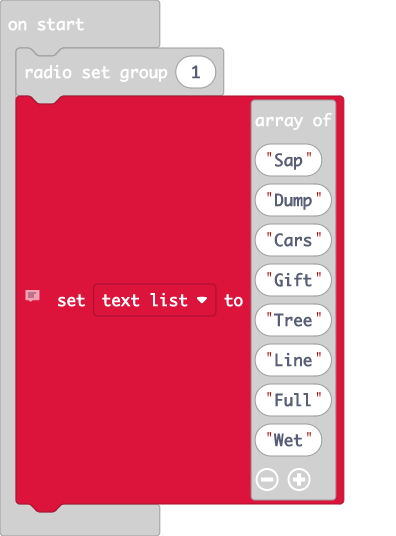 on start
radio set group 1
set text list to
array of
"Sap"
"Dump"
"Cars"
"Gift"
"Tree"
"Line"
"Full"
"Wet"